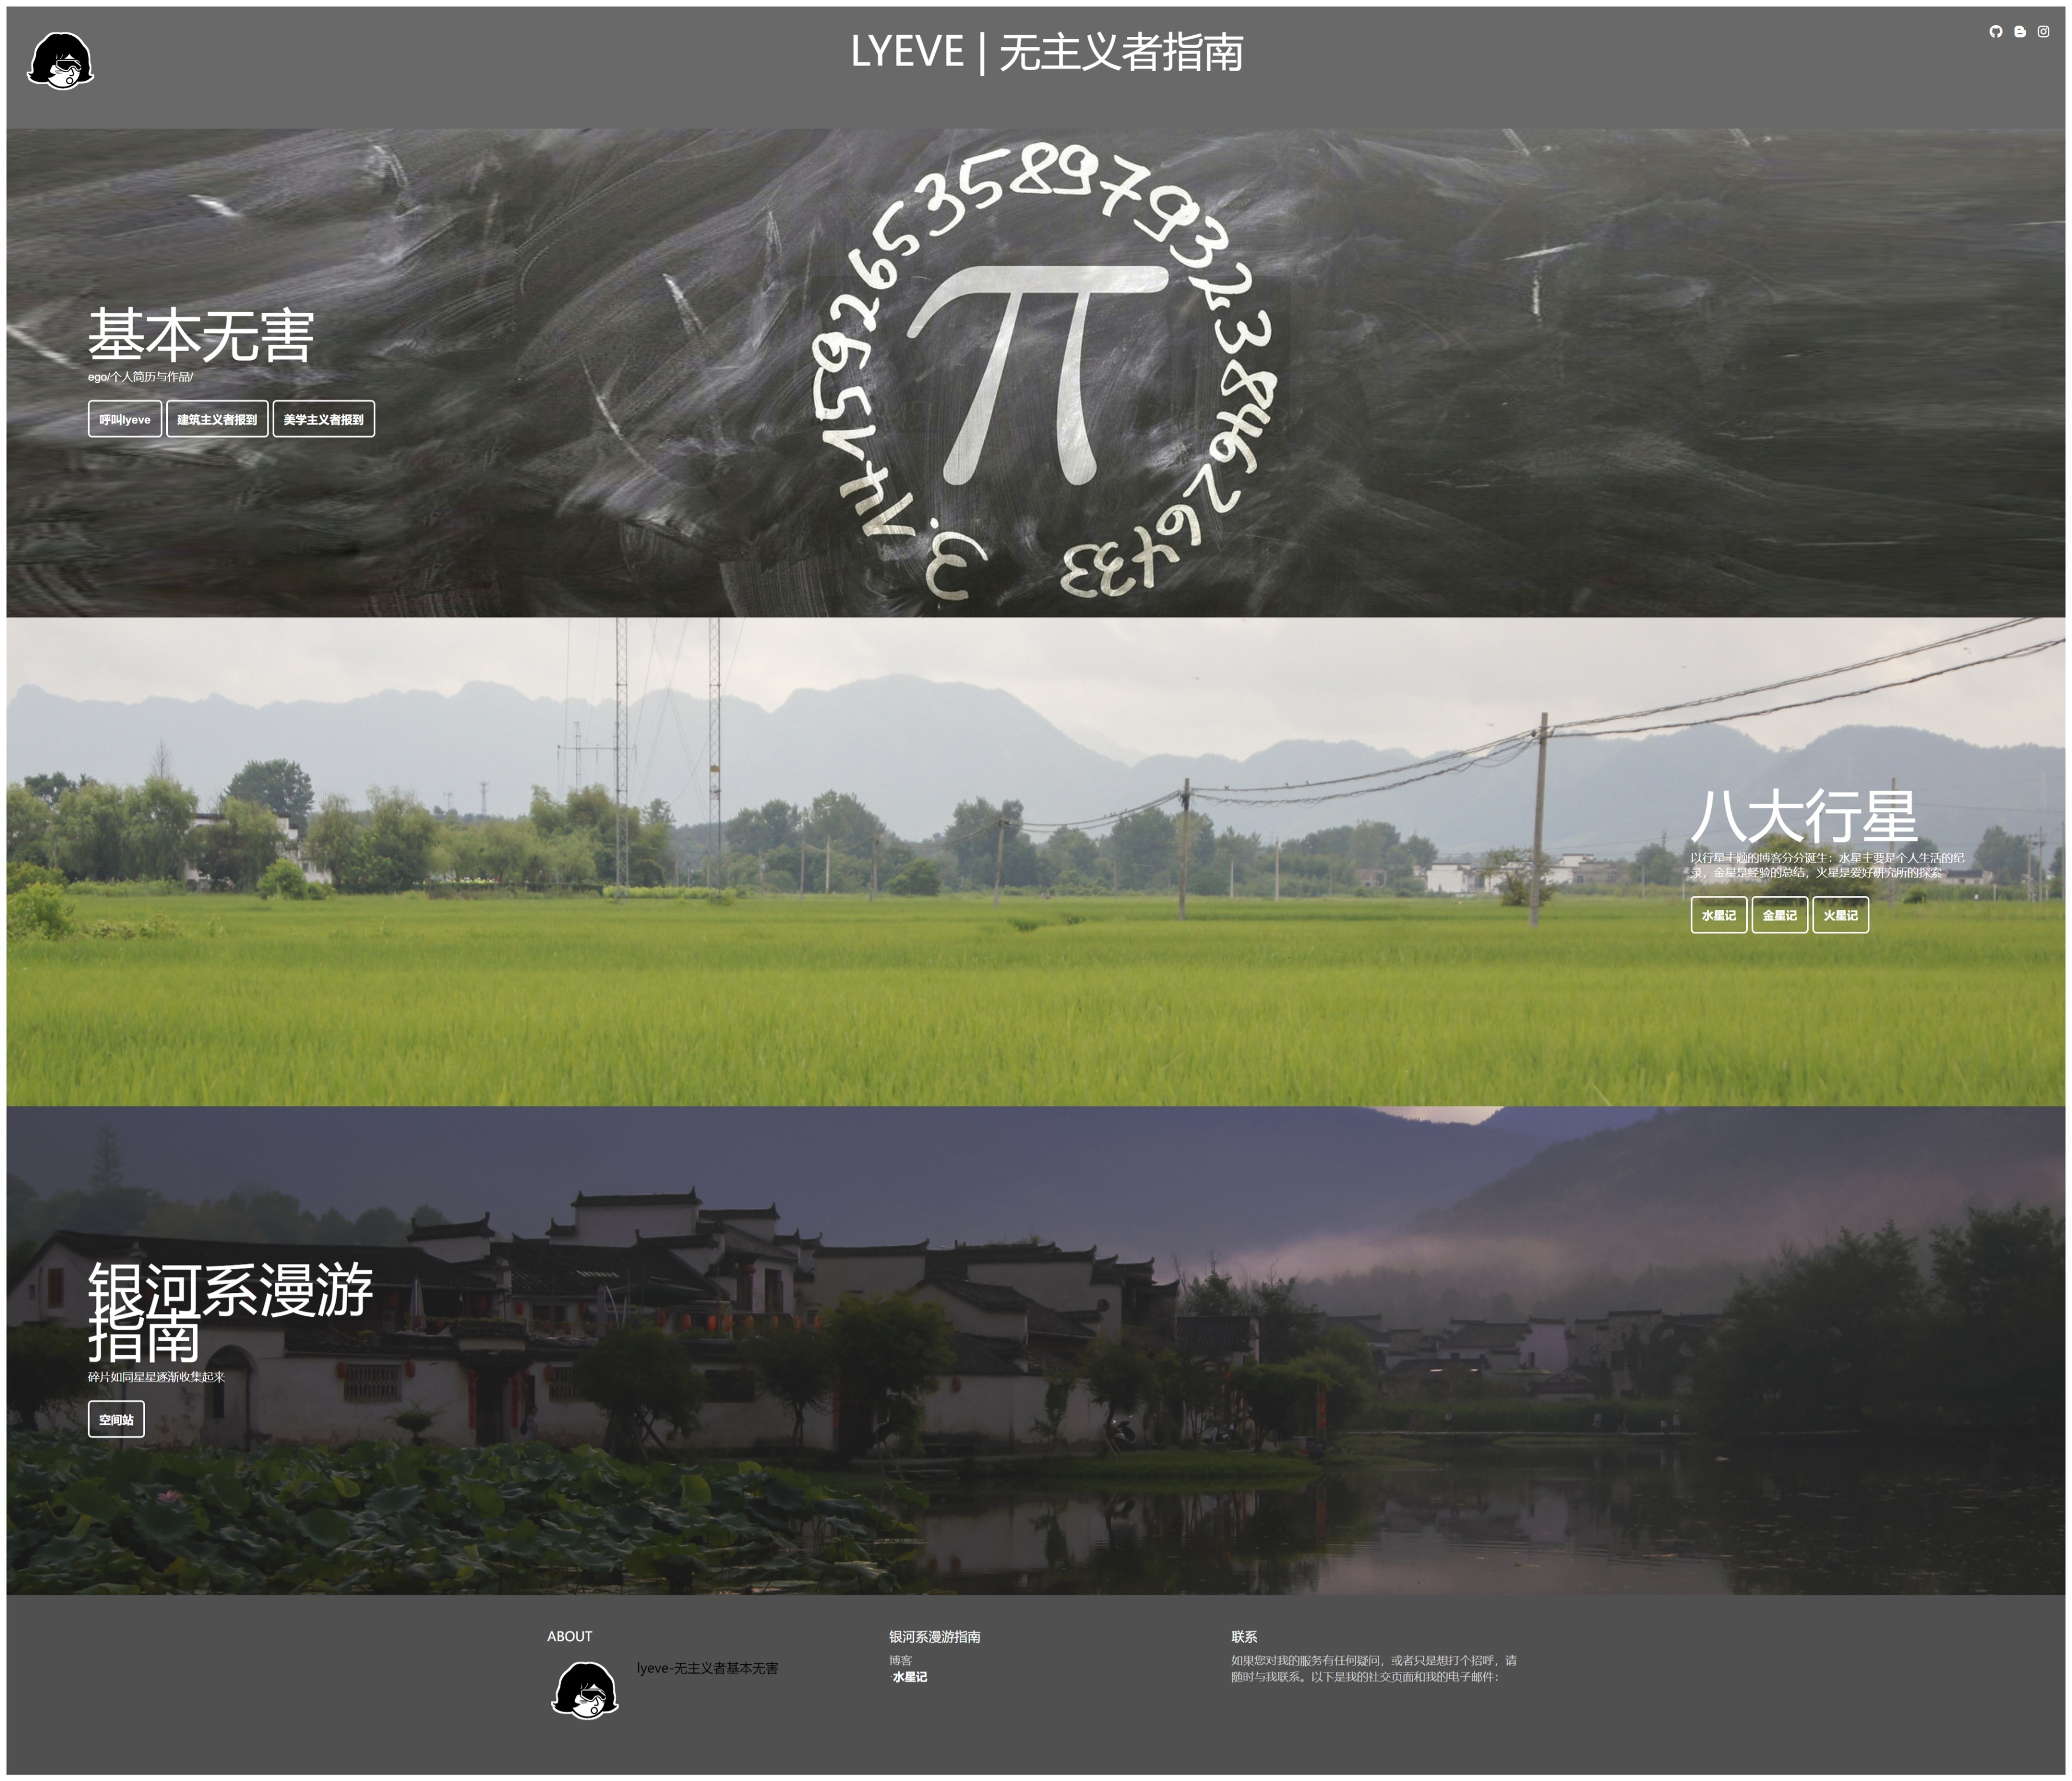 LYEVE | 无主义者指南
3.1415926535897932384626433
π
基本无害
ego/个人简历与作品/
呼叫lyeve
建筑主义者报到
美学主义者报到
八大行星
以行星主题的博客分分诞生：水星主要是个人生活的纪
录，金星是经验的总结，火星是爱好研究所的探索
水星记
金星记
火星记
银河系漫游
指南
碎片如同星星逐渐收集起来
空间站
ABOUT
lyeve-无主义者基本无害
银河系漫游指南
博客
·水星记
联系
如果您对我的服务有任何疑问，或者只是想打个招呼，请
随时与我联系。以下是我的社交页面和我的电子邮件：